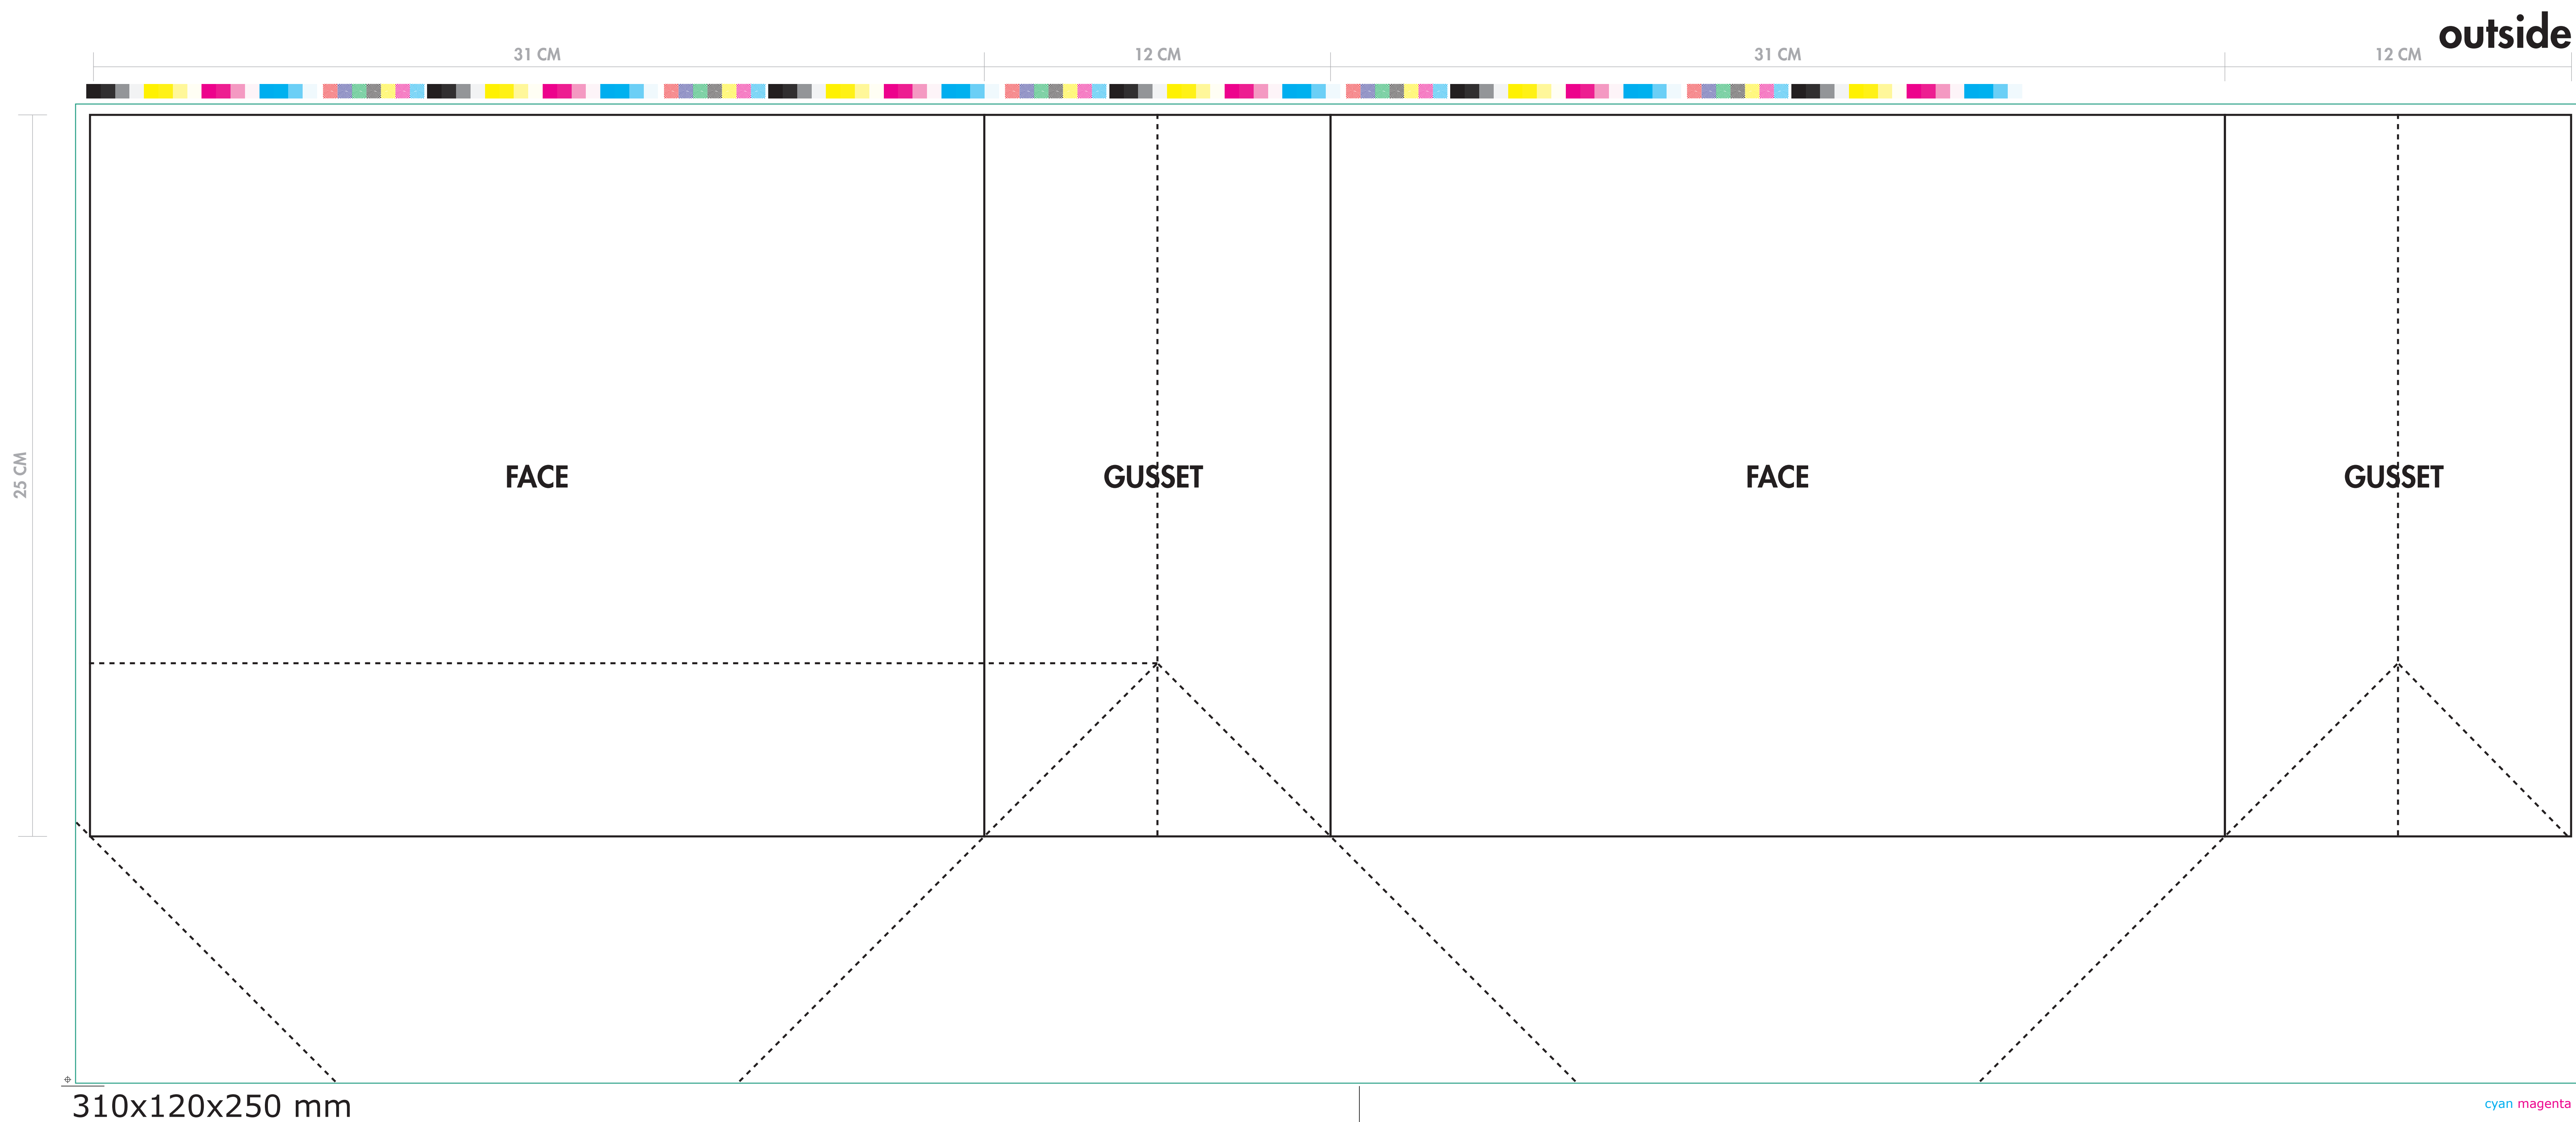 outside
31 CM
12 CM
31 CM
12 CM
25 CM
FACE
GUSSET
FACE
GUSSET
310x120x250 mm
cyan magenta